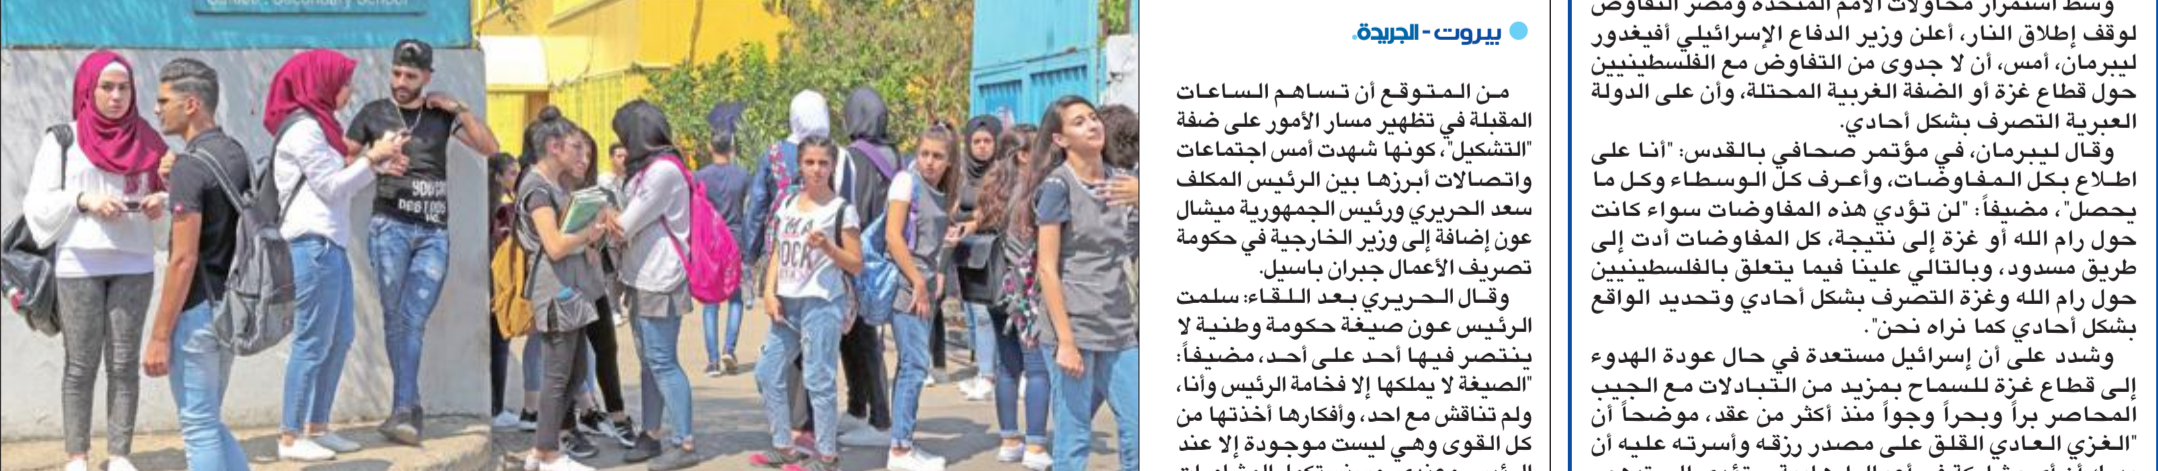 وسط استمرار محاولات الأمم المتحدة ومصر التفاوض
لوقف إطلاق النار، أعلن وزير الدفاع الإسرائيلي أفيغدور
ليبرمان، أمس، أن لا جدوى من التفاوض مع الفلسطينيين
حول قطاع غزة أو الضفة الغربية المحتلة، وأن على الدولة
العبرية التصرف بشكل أحادي.
وقال ليبرمان، في مؤتمر صحافي بالقدس: "أنا على
اطلاع بكل المفاوضات، وأعرف كل الوسطاء وكل ما
يحصل"، مضيفاً: "لن تؤدي هذه المفاوضات سواء كانت
حول رام الله أو غزة إلى نتيجة، كل المفاوضات أدت إلى
طريق مسدود، وبالتالي علينا فيما يتعلق بالفلسطينيين
حول رام الله وغزة التصرف بشكل أحادي وتحديد الواقع
بشكل أحادي كما نراه نحن".
وشدد على أن إسرائيل مستعدة في حال عودة الهدوء
إلى قطاع غزة للسماح بمزيد من التبادلات مع الجيب
المحاصر براً وبحراً وجواً منذ أكثر من عقد، موضحاً أن
"الغزي العادي القلق على مصدر رزقه وأسرته عليه أن
بيروت - الجريدة.
من المتوقع أن تساهم الساعات
المقبلة في تظهير مسار الأمور على ضفة
"التشكيل"، كونها شهدت أمس اجتماعات
واتصالات أبرزها بين الرئيس المكلف
سعد الحريري ورئيس الجمهورية ميشال
عون إضافة إلى وزير الخارجية في حكومة
تصريف الأعمال جبران باسيل.
وقال الحريري بعد اللقاء: سلمت
الرئيس عون صيغة حكومة وطنية لا
ينتصر فيها أحد على أحد، مضيفاً:
"الصيغة لا يملكها إلا فخامة الرئيس وأنا،
ولم تناقش مع احد، وأفكارها أخذتها من
كل القوى وهي ليست موجودة إلا عند
Secondary School
YOU
ROCK